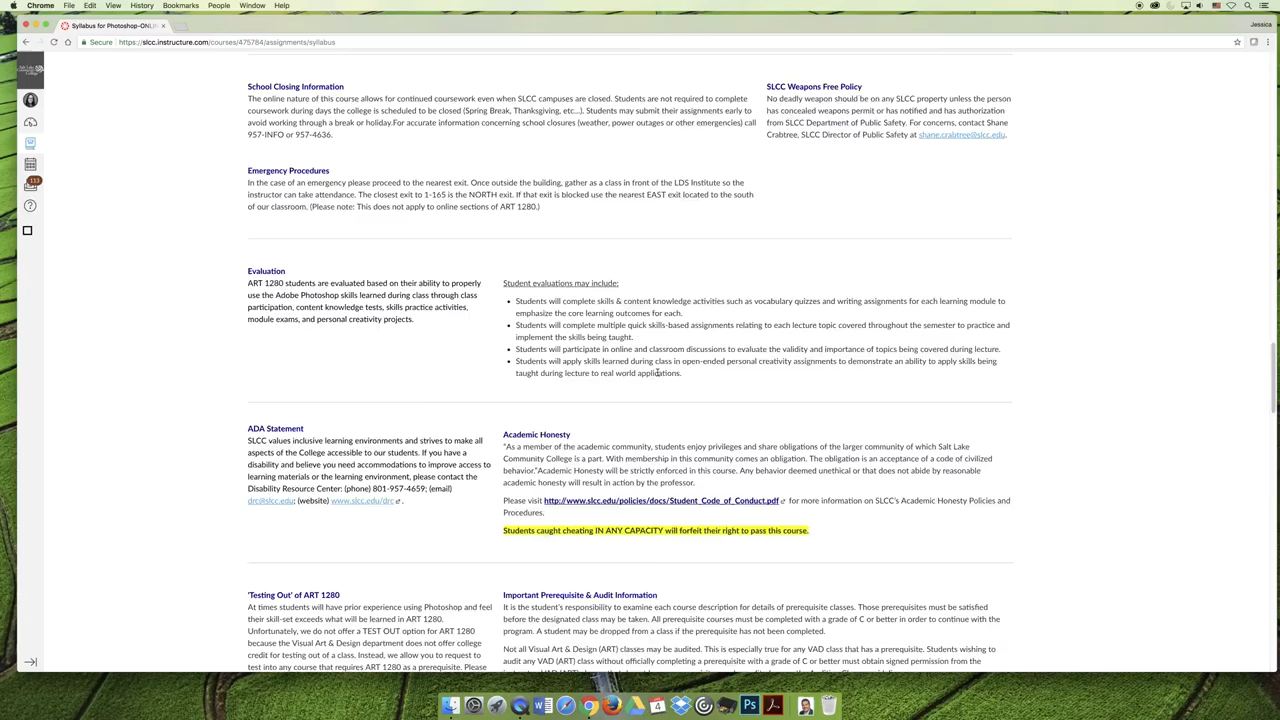 Chrome File Edit View History Bookmarks People Window Help
Syllabus for Photoshop-ONLIN
Jessica
Secure https://slcc.instructure.com/courses/475784/assignments/syllabus
School Closing Information
The online nature of this course allows for continued coursework even when SLCC campuses are closed. Students are not required to complete
coursework during days the college is scheduled to be closed (Spring Break, Thanksgiving, etc...). Students may submit their assignments early to
avoid working through a break or holiday.For accurate information concerning school closures (weather, power outages or other emergencies) call
957-INFO or 957-4636.
SLCC Weapons Free Policy
No deadly weapon should be on any SLCC property unless the person
has concealed weapons permit or has notified and has authorization
from SLCC Department of Public Safety. For concerns, contact Shane
Crabtree, SLCC Director of Public Safety at shane.crabtree@slcc.edu.
Emergency Procedures
In the case of an emergency please proceed to the nearest exit. Once outside the building, gather as a class in front of the LDS Institute so the
instructor can take attendance. The closest exit to 1-165 is the NORTH exit. If that exit is blocked use the nearest EAST exit located to the south
of our classroom. (Please note: This does not apply to online sections of ART 1280.)
113
Evaluation
ART 1280 students are evaluated based on their ability to properly
use the Adobe Photoshop skills learned during class through class
participation, content knowledge tests, skills practice activities,
module exams, and personal creativity projects.
Student evaluations may include:
• Students will complete skills & content knowledge activities such as vocabulary quizzes and writing assignments for each learning module to
emphasize the core learning outcomes for each.
• Students will complete multiple quick skills-based assignments relating to each lecture topic covered throughout the semester to practice and
implement the skills being taught.
• Students will participate in online and classroom discussions to evaluate the validity and importance of topics being covered during lecture.
• Students will apply skills learned during class in open-ended personal creativity assignments to demonstrate an ability to apply skills being
taught during lecture to real world applications.
ADA Statement
SLCC values inclusive learning environments and strives to make all
aspects of the College accessible to our students. If you have a
disability and believe you need accommodations to improve access to
learning materials or the learning environment, please contact the
Disability Resource Center: (phone) 801-957-4659; (email)
drc@slcc.edu; (website) www.slcc.edu/drc .
Academic Honesty
"As a member of the academic community, students enjoy privileges and share obligations of the larger community of which Salt Lake
Community College is a part. With membership in this community comes an obligation. The obligation is an acceptance of a code of civilized
behavior."Academic Honesty will be strictly enforced in this course. Any behavior deemed unethical or that does not abide by reasonable
academic honesty will result in action by the professor.
Please visit http://www.slcc.edu/policies/docs/Student_Code_of_Conduct.pdf for more information on SLCC's Academic Honesty Policies and
Procedures.
Students caught cheating IN ANY CAPACITY will forfeit their right to pass this course.
'Testing Out' of ART 1280
At times students will have prior experience using Photoshop and feel
their skill-set exceeds what will be learned in ART 1280.
Unfortunately, we do not offer a TEST OUT option for ART 1280
because the Visual Art & Design department does not offer college
credit for testing out of a class. Instead, we allow you to request to
test into any course that requires ART 1280 as a prerequisite. Please
Important Prerequisite & Audit Information
It is the student's responsibility to examine each course description for details of prerequisite classes. Those prerequisites must be satisfied
before the designated class may be taken. All prerequisite courses must be completed with a grade of C or better in order to continue with the
program. A student may be dropped from a class if the prerequisite has not been completed.
Not all Visual Art & Design (ART) classes may be audited. This is especially true for any VAD class that has a prerequisite. Students wishing to
audit any VAD (ART) class without officially completing a prerequisite with a grade of C or better must obtain signed permission from the
4
Ps